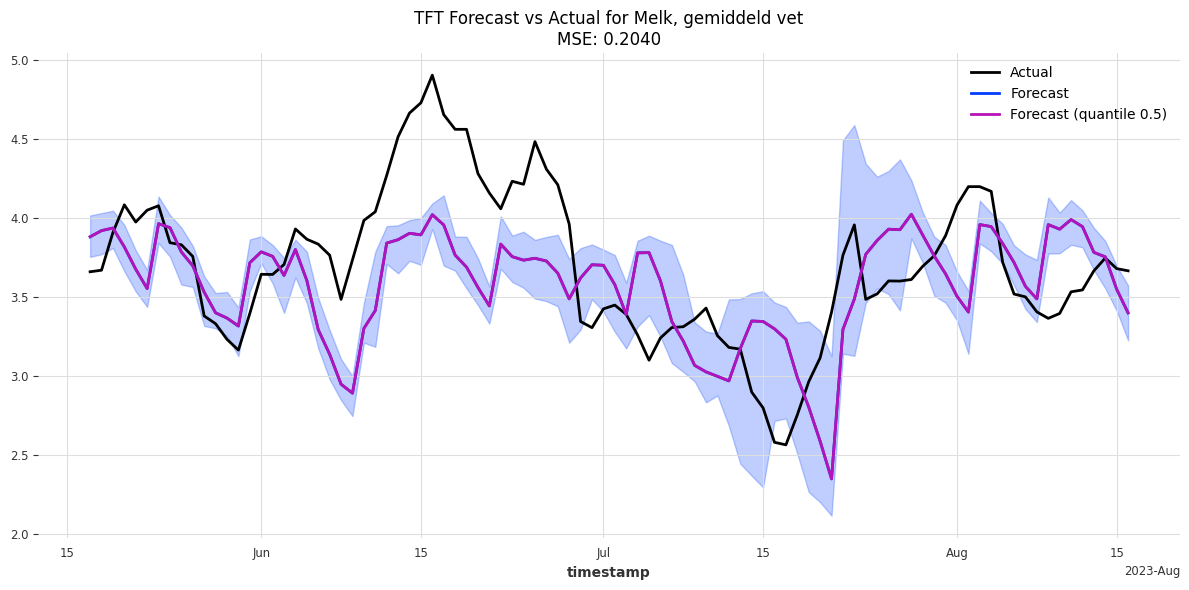 TFT Forecast vs Actual for Melk, gemiddeld vet
MSE: 0.2040
5.0
4.5
4.0
3.5
3.0
2.5
2.0
Actual
Forecast
Forecast (quantile 0.5)
15
Jun
15
Jul
15
Aug
15
timestamp
2023-Aug